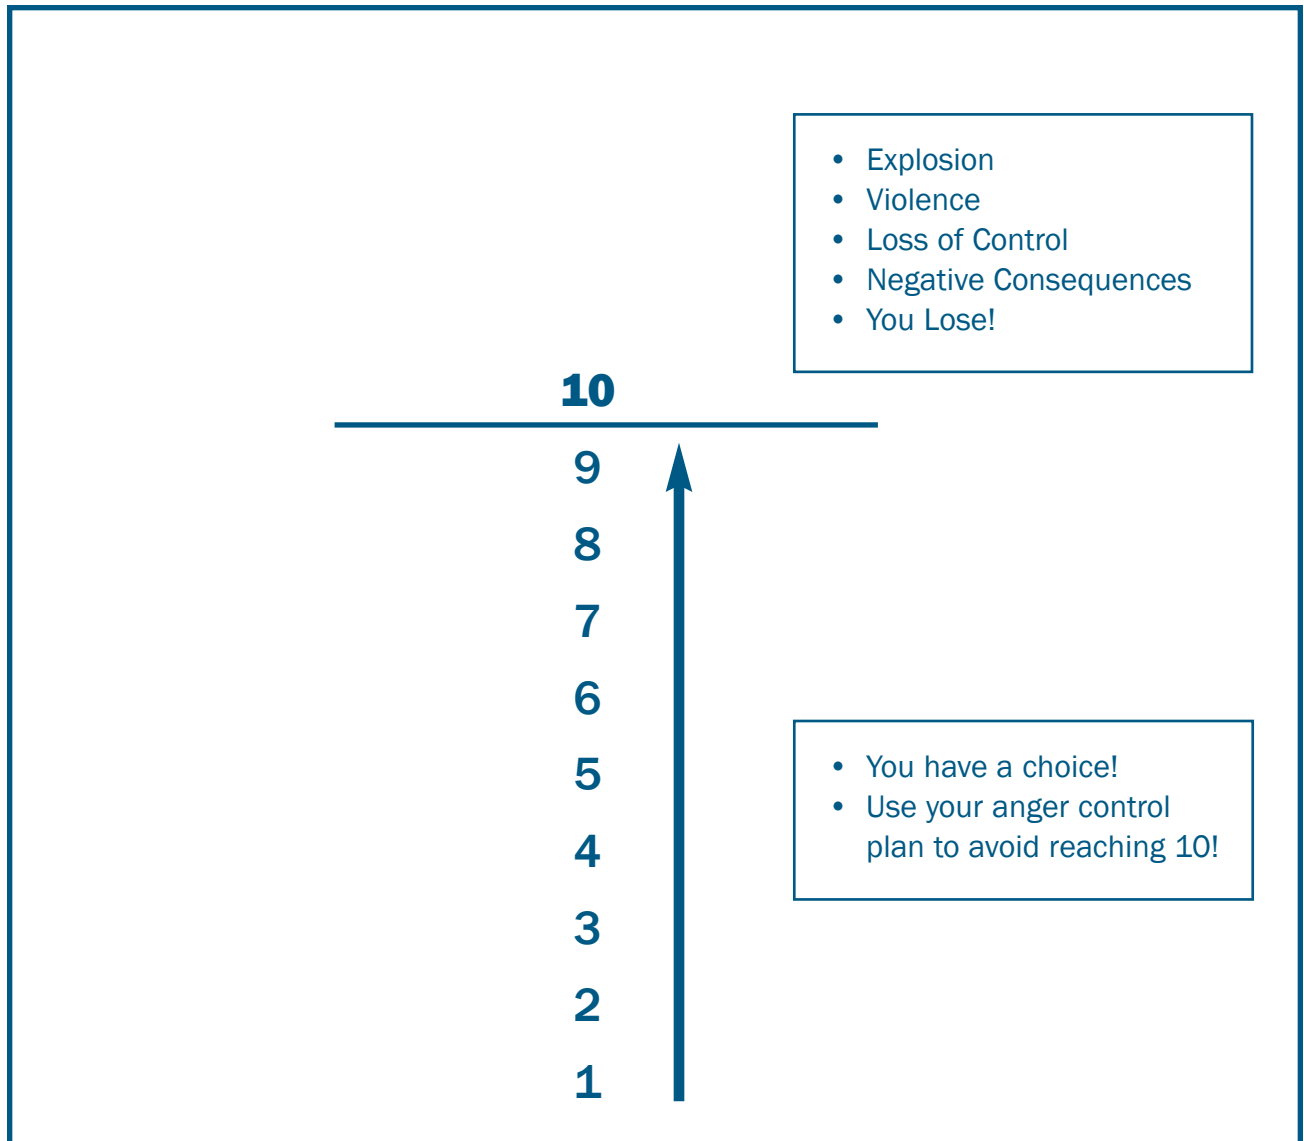 • Explosion
• Violence
• Loss of Control
• Negative Consequences
• You Lose!
10
9
8
7
6
5
• You have a choice!
• Use your anger control
plan to avoid reaching 10!
4
3
2
1